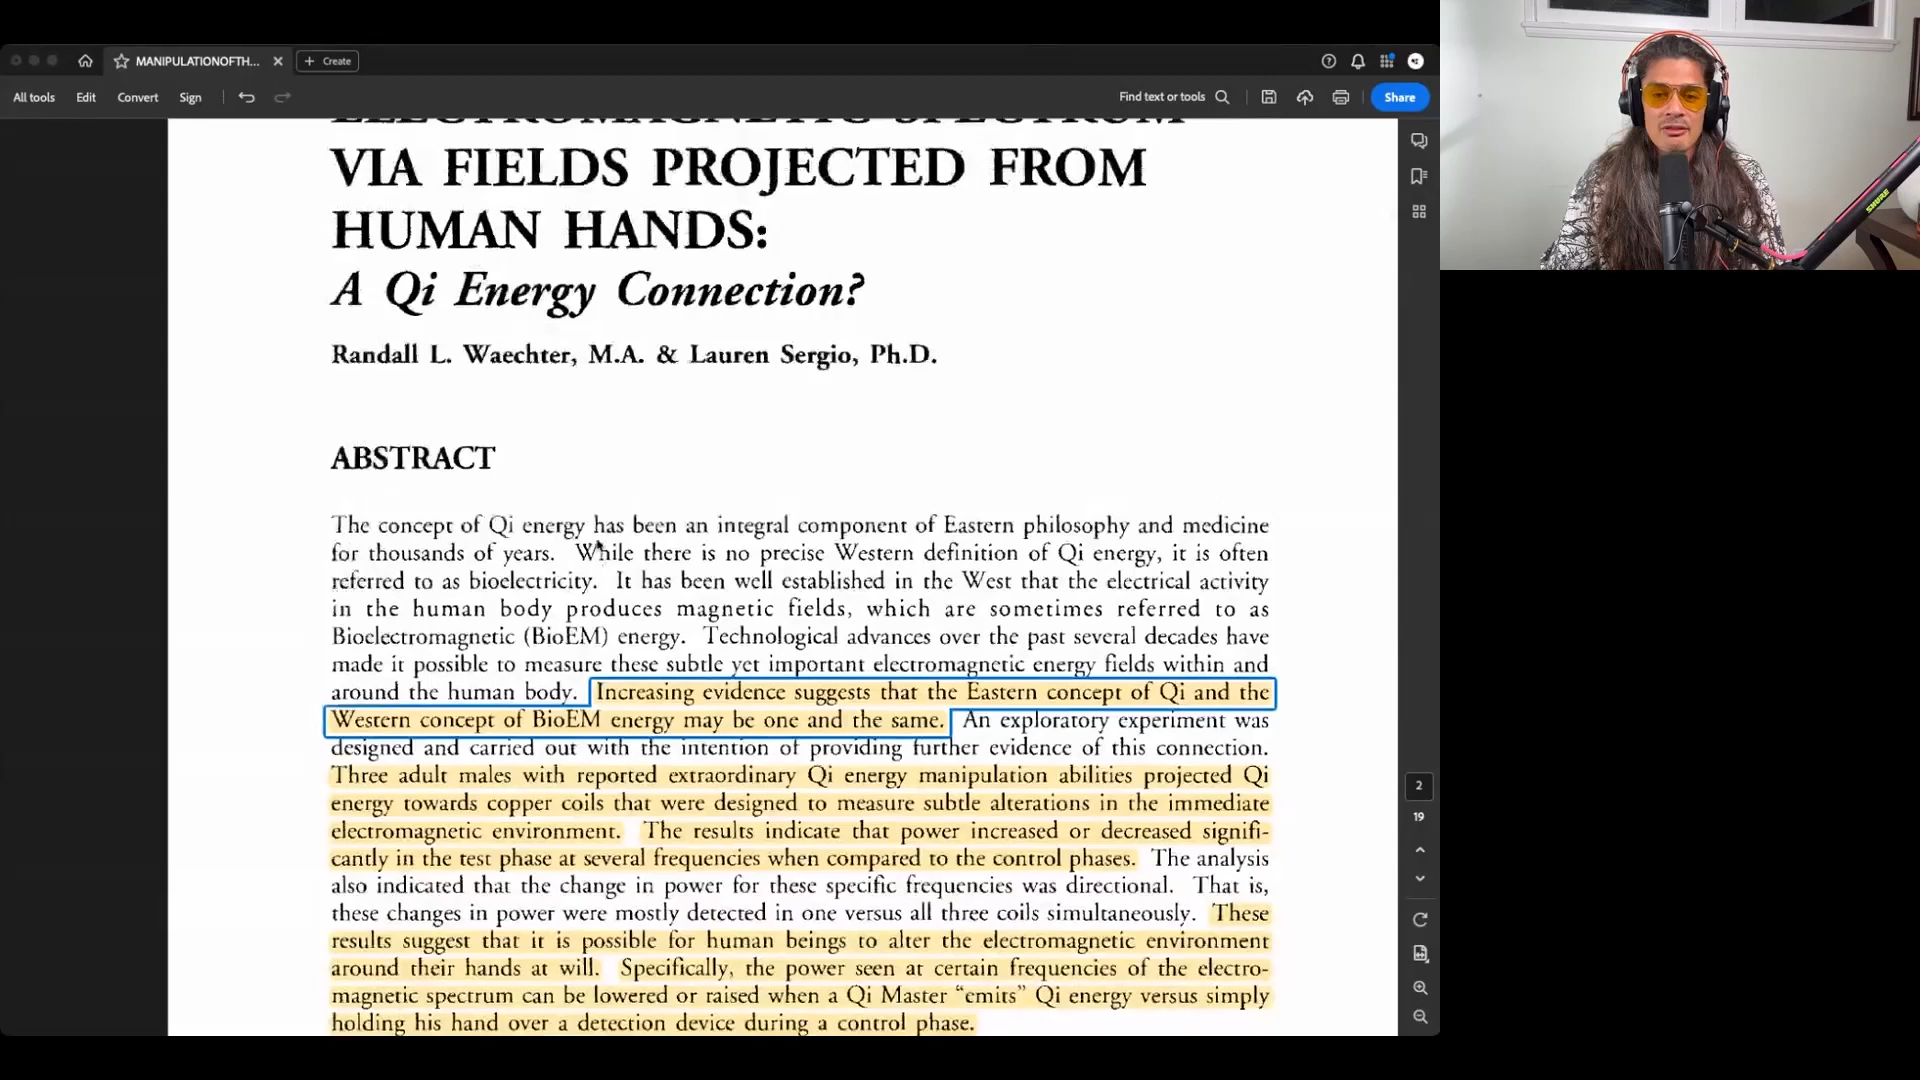 MANIPULATIONOFTH...
Create
All tools
Edit
Convert
Sign
Find text or tools
Share
ELECTROMAGNETIC SPECTRUM
VIA FIELDS PROJECTED FROM
HUMAN HANDS:
A Qi Energy Connection?
Randall L. Waechter, M.A. & Lauren Sergio, Ph.D.
ABSTRACT
The concept of Qi energy has been an integral component of Eastern philosophy and medicine
for thousands of years. While there is no precise Western definition of Qi energy, it is often
referred to as bioelectricity. It has been well established in the West that the electrical activity
in the human body produces magnetic fields, which are sometimes referred to as
Bioelectromagnetic (BioEM) energy. Technological advances over the past several decades have
made it possible to measure these subtle yet important electromagnetic energy fields within and
around the human body. Increasing evidence suggests that the Eastern concept of Qi and the
Western concept of BioEM energy may be one and the same. An exploratory experiment was
designed and carried out with the intention of providing further evidence of this connection.
Three adult males with reported extraordinary Qi energy manipulation abilities projected Qi
energy towards copper coils that were designed to measure subtle alterations in the immediate
electromagnetic environment. The results indicate that power increased or decreased signifi-
cantly in the test phase at several frequencies when compared to the control phases. The analysis
also indicated that the change in power for these specific frequencies was directional. That is,
these changes in power were mostly detected in one versus all three coils simultaneously. These
results suggest that it is possible for human beings to alter the electromagnetic environment
around their hands at will. Specifically, the power seen at certain frequencies of the electro-
magnetic spectrum can be lowered or raised when a Qi Master “emits” Qi energy versus simply
holding his hand over a detection device during a control phase.
2
19
SHURE